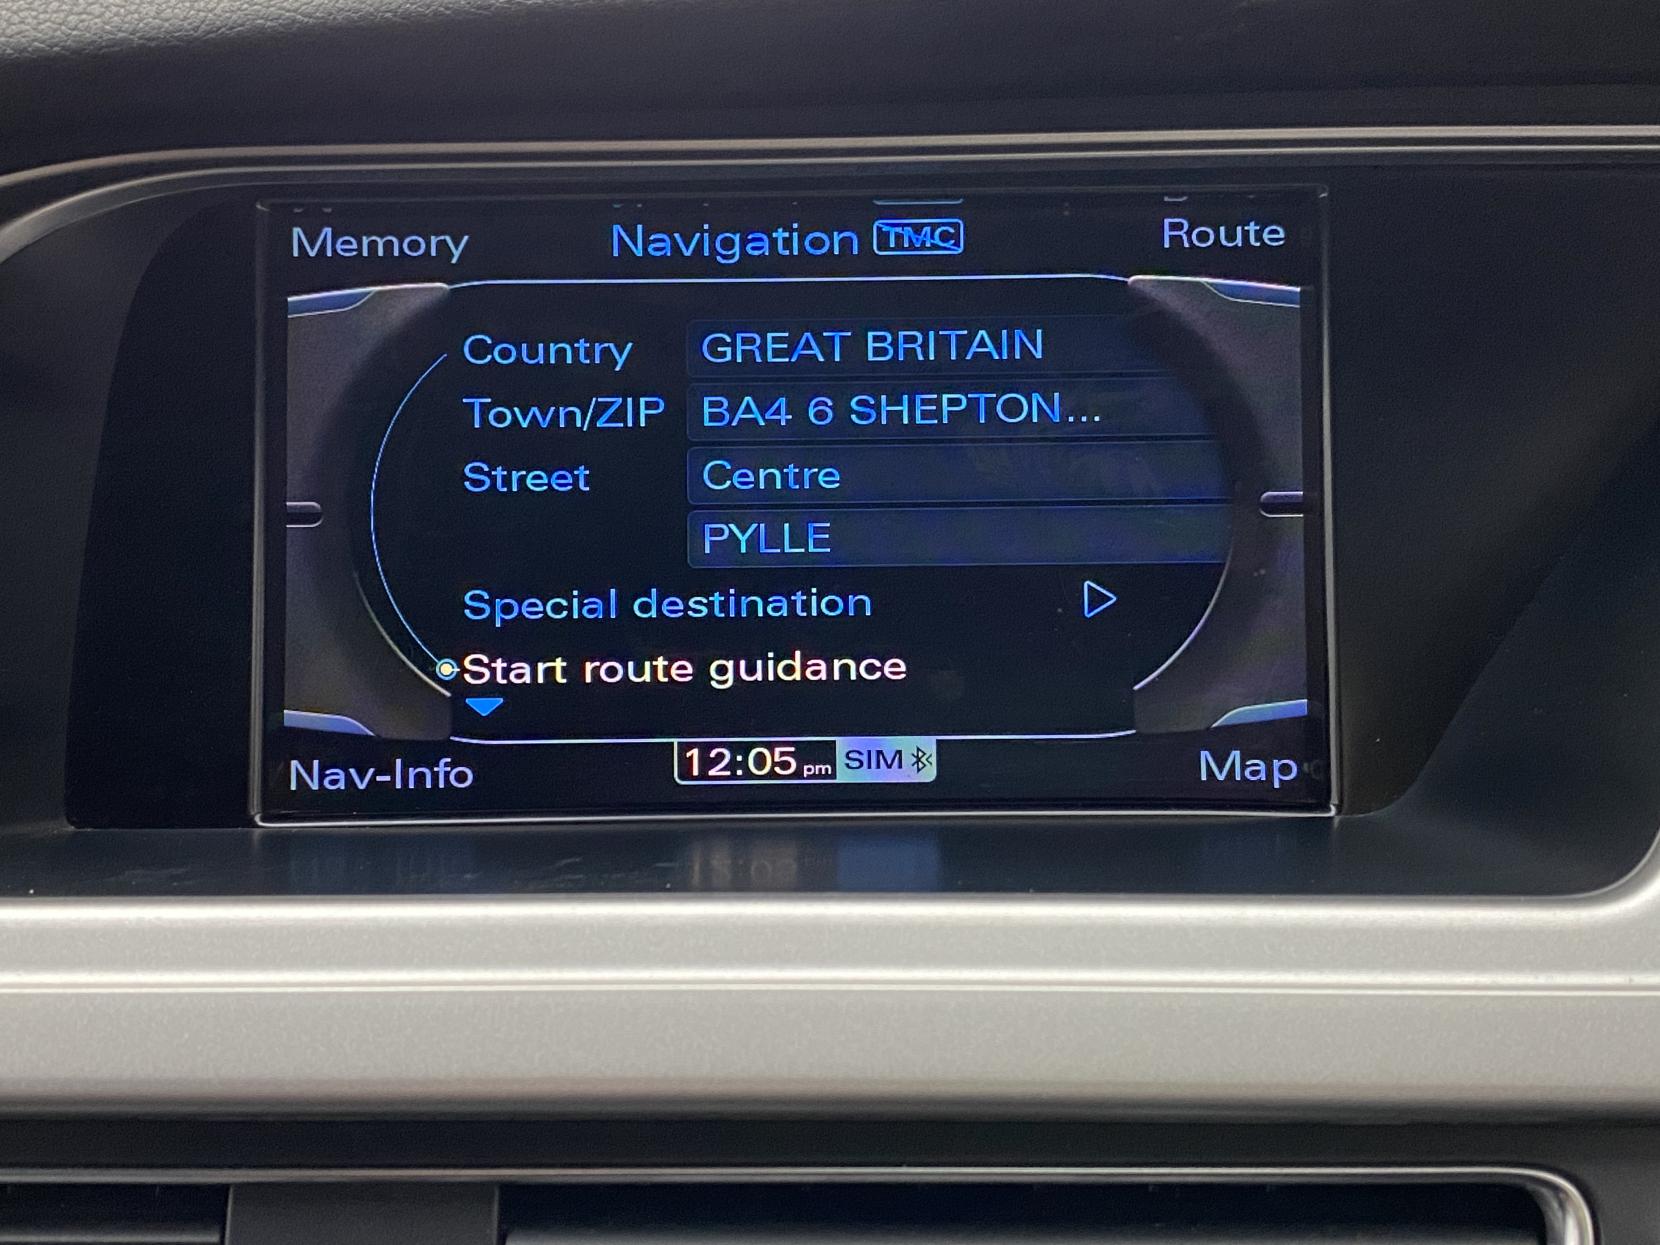 Memory
Navigation TMC
Route
Country GREAT BRITAIN
Town/ZIP BA4 6 SHEPTON...
Street Centre
PYLLE
Special destination
Start route guidance
Nav-Info
12:05 pm SIM
Map